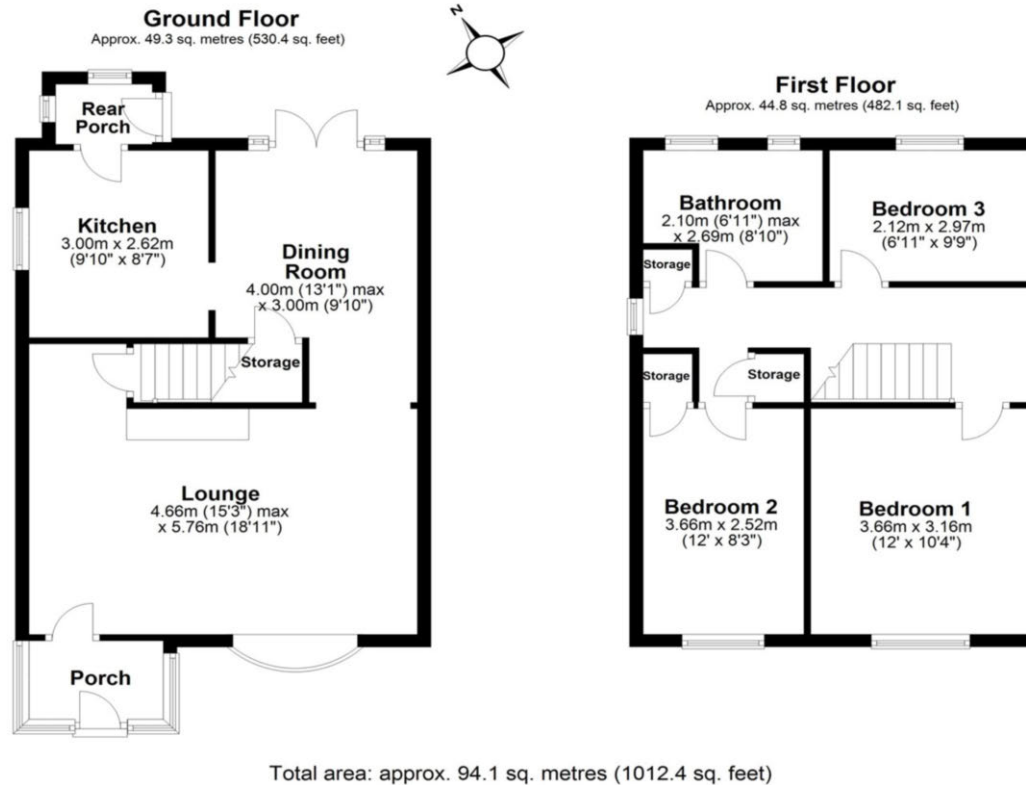 Ground Floor
Approx. 49.3 sq. metres (530.4 sq. feet)
N
Rear
Porch
Kitchen
3.00m x 2.62m
(9'10" x 8'7")
Dining
Room
4.00m (13'1") max
x 3.00m (9'10")
Storage
Lounge
4.66m (15'3") max
x 5.76m (18'11")
Porch
First Floor
Approx. 44.8 sq. metres (482.1 sq. feet)
Bathroom
2.10m (6'11") max
x 2.69m (8'10")
Bedroom 3
2.12m x 2.97m
(6'11" x 9'9")
Storage
Storage
Storage
Bedroom 2
3.66m x 2.52m
(12' x 8'3")
Bedroom 1
3.66m x 3.16m
(12' x 10'4")
Total area: approx. 94.1 sq. metres (1012.4 sq. feet)